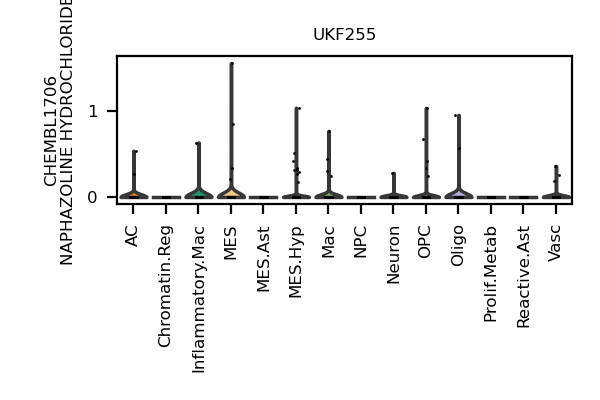 UKF255
CHEMBL1706
NAPHAZOLINE HYDROCHLORIDE
1
0
AC
Chromatin.Reg
Inflammatory.Mac
MES
MES.Ast
MES.Hyp
Mac
NPC
Neuron
OPC
Oligo
Prolif.Metab
Reactive.Ast
Vasc